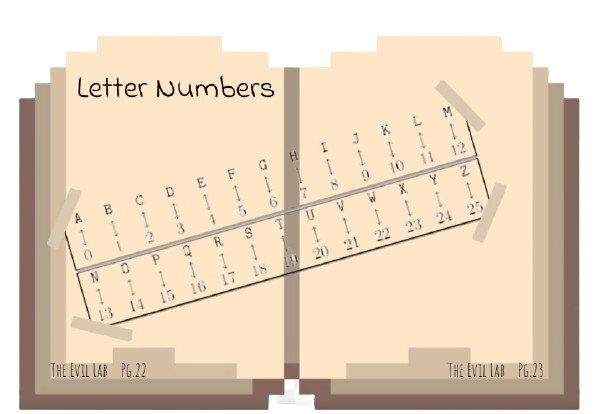 Letter Numbers
A B C D E F G H I J K L M
0 1 2 3 4 5 6 7 8 9 10 11 12
N O P Q R S T U V W X Y Z
13 14 15 16 17 18 19 20 21 22 23 24 25
The Evil Lab Pg.22
The Evil Lab Pg.23